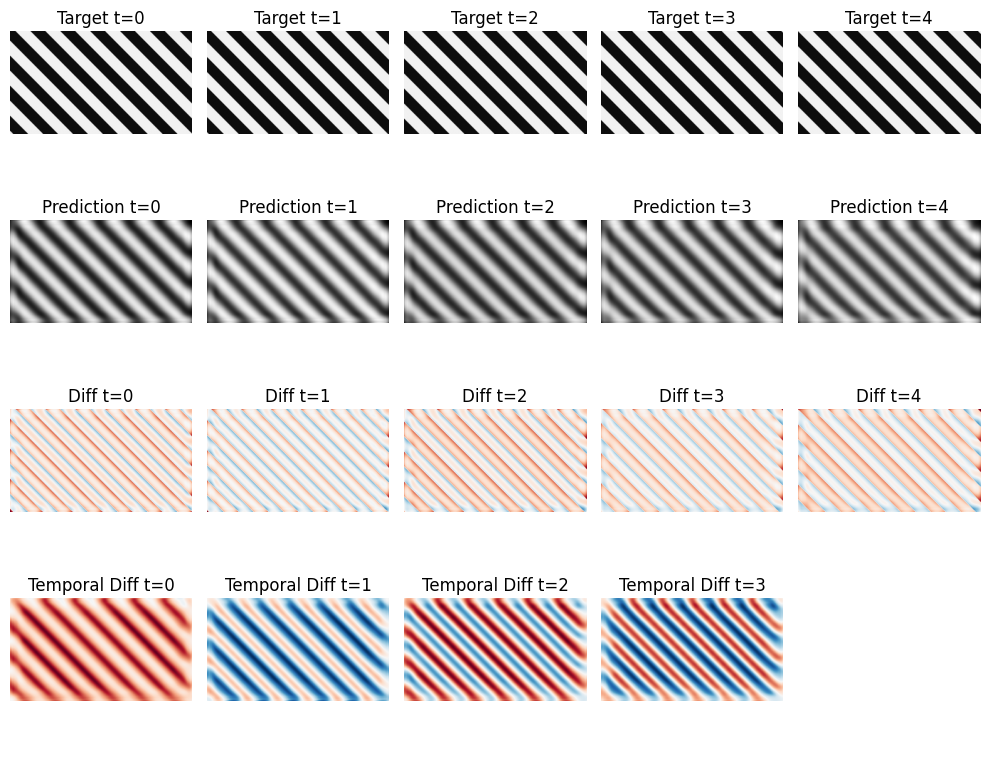 Target t=0 Target t=1 Target t=2 Target t=3 Target t=4
Prediction t=0 Prediction t=1 Prediction t=2 Prediction t=3 Prediction t=4
Diff t=0 Diff t=1 Diff t=2 Diff t=3 Diff t=4
Temporal Diff t=0 Temporal Diff t=1 Temporal Diff t=2 Temporal Diff t=3